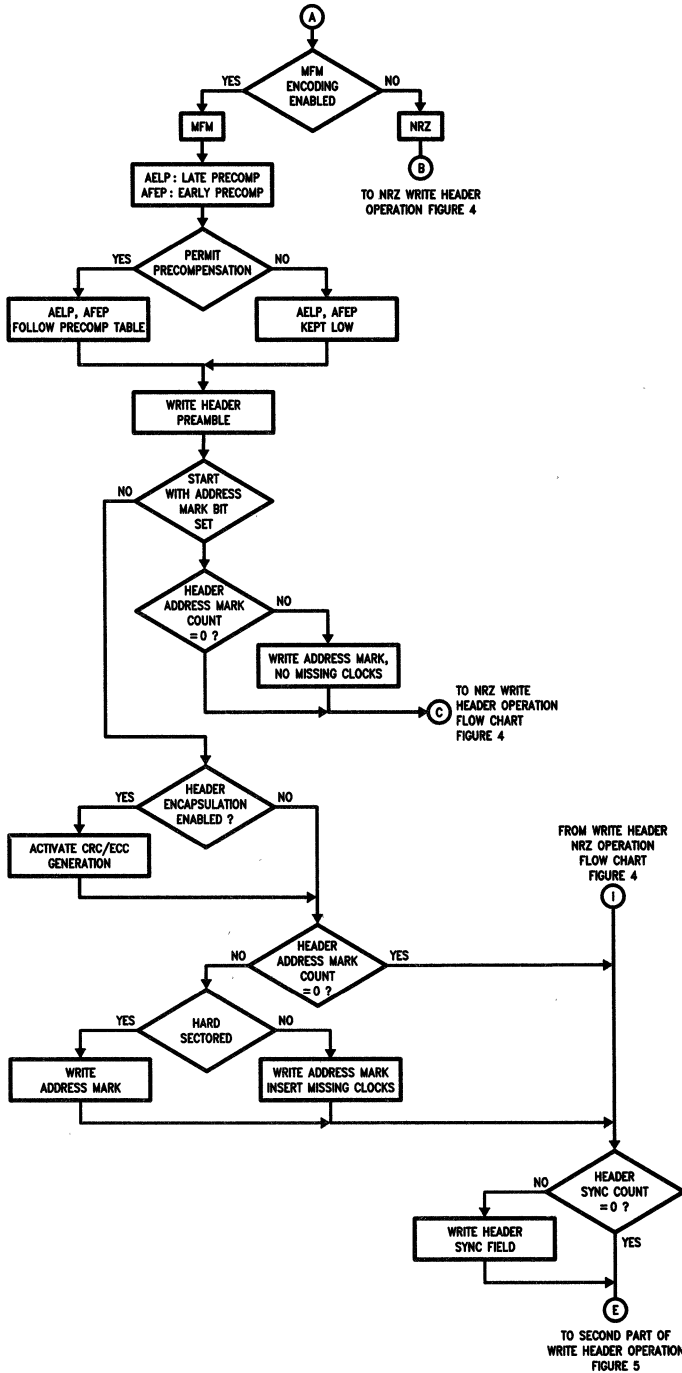 A
MFM
ENCODING
ENABLED
YES
NO
MFM
NRZ
B
TO NRZ WRITE HEADER
OPERATION FIGURE 4
AELP : LATE PRECOMP
AFEP : EARLY PRECOMP
PERMIT
PRECOMPENSATION
YES
NO
AELP, AFEP
FOLLOW PRECOMP TABLE
AELP, AFEP
KEPT LOW
WRITE HEADER
PREAMBLE
START
WITH ADDRESS
MARK BIT
SET
NO
HEADER
ADDRESS MARK
COUNT
= 0 ?
NO
WRITE ADDRESS MARK,
NO MISSING CLOCKS
C
TO NRZ WRITE
HEADER OPERATION
FLOW CHART
FIGURE 4
HEADER
ENCAPSULATION
ENABLED ?
YES
NO
ACTIVATE CRC/ECC
GENERATION
FROM WRITE HEADER
NRZ OPERATION
FLOW CHART
FIGURE 4
I
HEADER
ADDRESS MARK
COUNT
= 0 ?
NO
YES
HARD
SECTORED
YES
NO
WRITE
ADDRESS MARK
WRITE ADDRESS MARK
INSERT MISSING CLOCKS
HEADER
SYNC COUNT
= 0 ?
NO
YES
WRITE HEADER
SYNC FIELD
E
TO SECOND PART OF
WRITE HEADER OPERATION
FIGURE 5